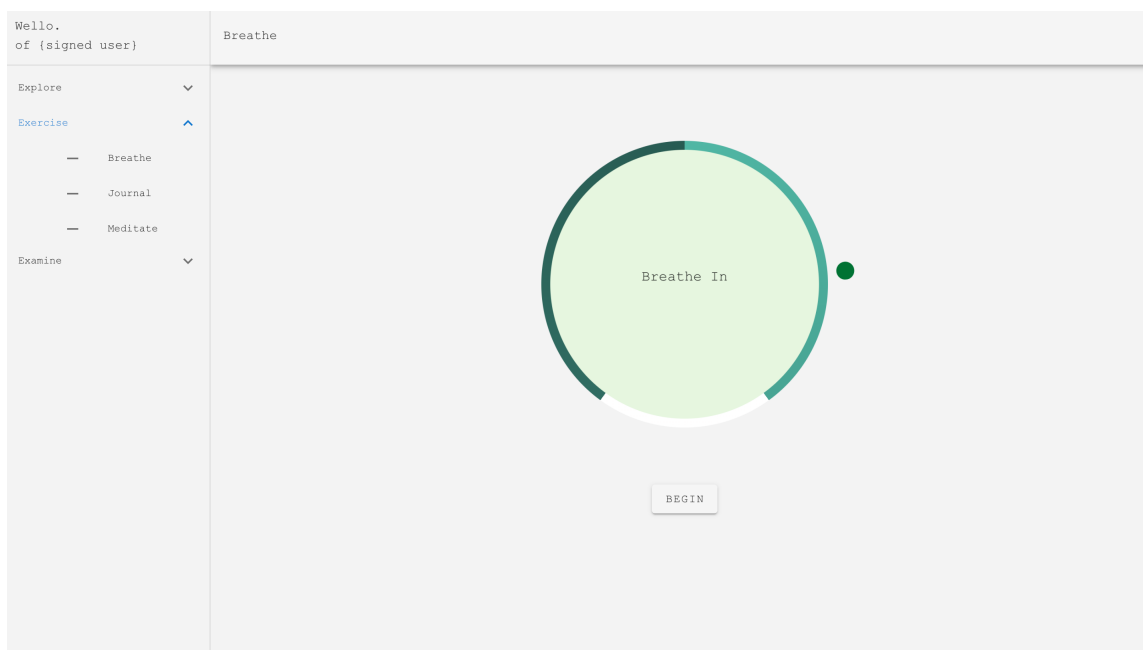 Wello.
of {signed user}
Breathe
Explore
Exercise
Breathe
Journal
Meditate
Examine
Breathe In
BEGIN